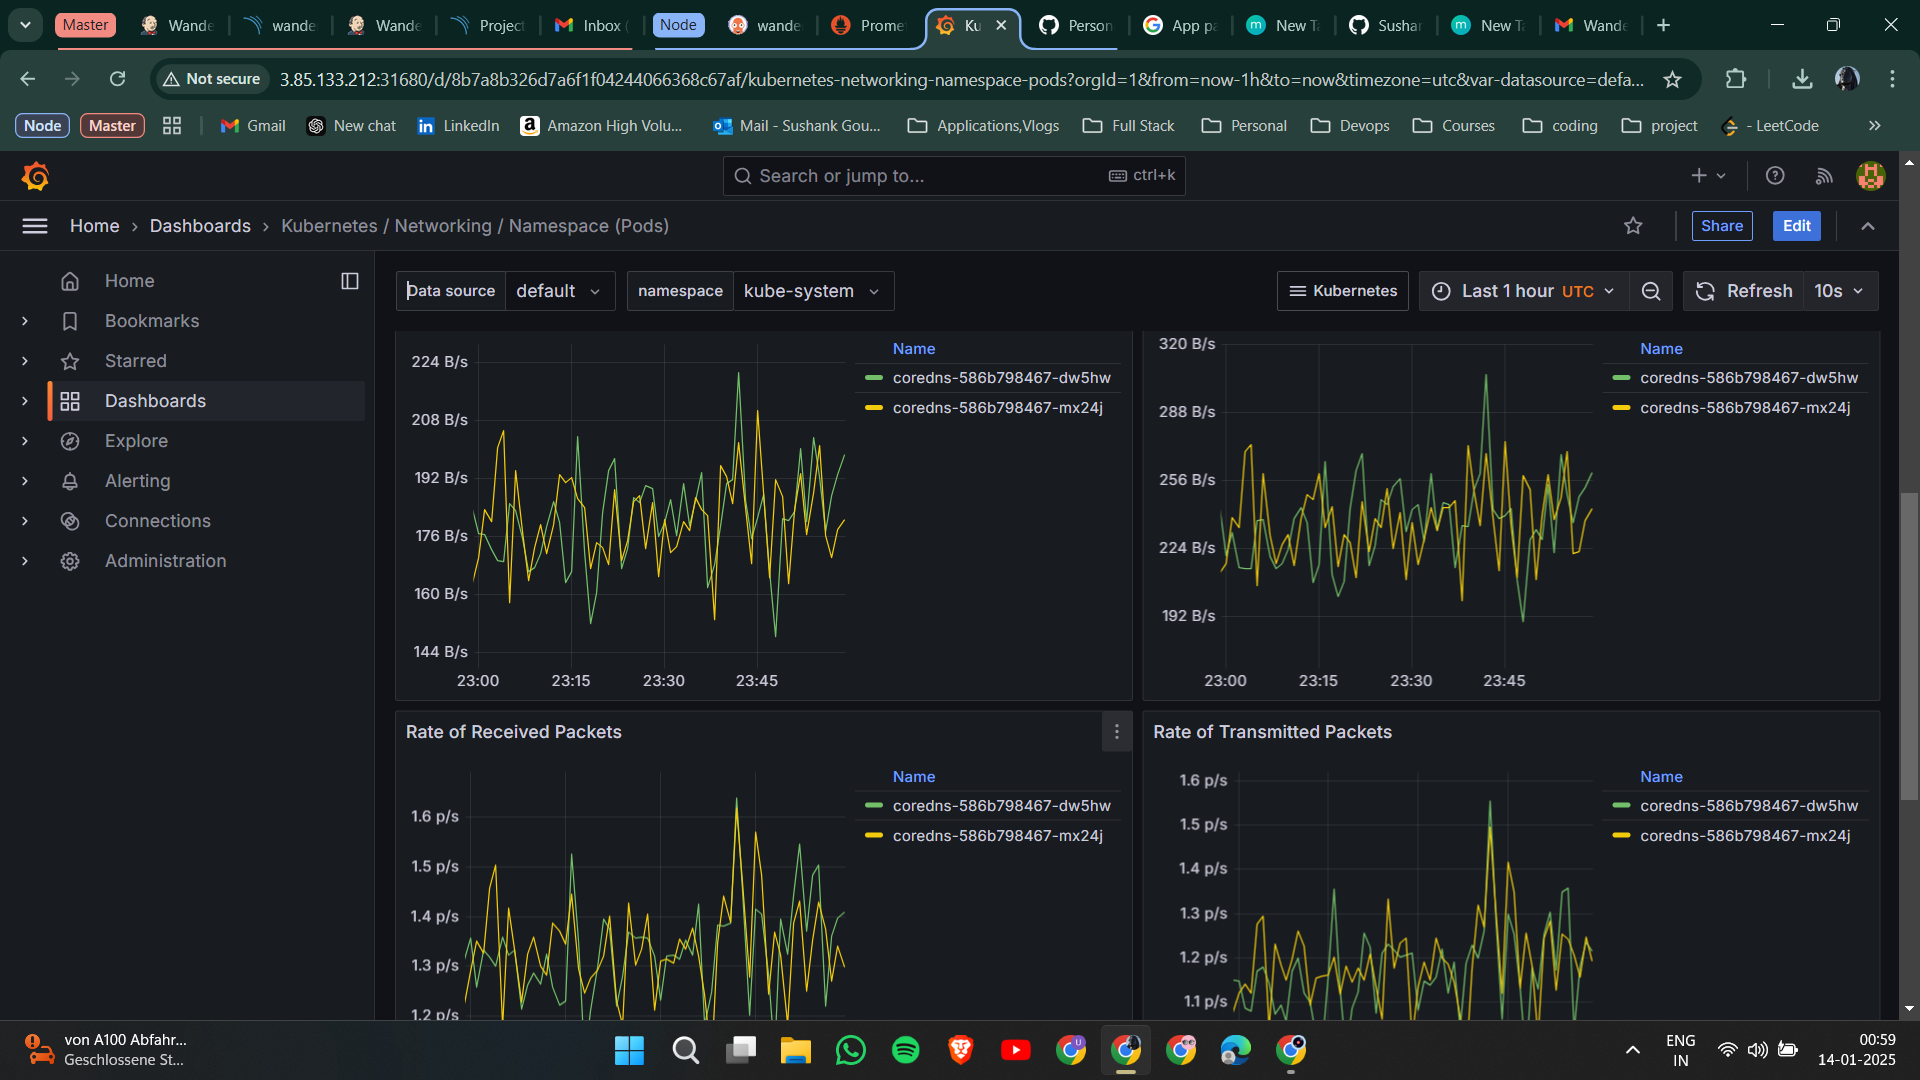 Master
Wande
wande
Wande
Project
Inbox (
Node
wande
Prome
Ku
Person
App pa
New Ta
Sushar
New Ta
Wande
Not secure
3.85.133.212:31680/d/8b7a8b326d7a6f1f04244066368c67af/kubernetes-networking-namespace-pods?orgId=1&from=now-1h&to=now&timezone=utc&var-datasource=defa...
Node
Master
Gmail
New chat
LinkedIn
Amazon High Volu...
Mail - Sushank Gou...
Applications,Vlogs
Full Stack
Personal
Devops
Courses
coding
project
- LeetCode
Search or jump to...
ctrl+k
Home › Dashboards › Kubernetes / Networking / Namespace (Pods)
Share
Edit
Home
Bookmarks
Starred
Dashboards
Explore
Alerting
Connections
Administration
Data source
default
namespace
kube-system
Kubernetes
Last 1 hour UTC
Refresh
10s
224 B/s
208 B/s
192 B/s
176 B/s
160 B/s
144 B/s
23:00
23:15
23:30
23:45
Name
coredns-586b798467-dw5hw
coredns-586b798467-mx24j
320 B/s
288 B/s
256 B/s
224 B/s
192 B/s
23:00
23:15
23:30
23:45
Name
coredns-586b798467-dw5hw
coredns-586b798467-mx24j
Rate of Received Packets
1.6 p/s
1.5 p/s
1.4 p/s
1.3 p/s
1.2 p/s
Name
coredns-586b798467-dw5hw
coredns-586b798467-mx24j
Rate of Transmitted Packets
1.6 p/s
1.5 p/s
1.4 p/s
1.3 p/s
1.2 p/s
1.1 p/s
Name
coredns-586b798467-dw5hw
coredns-586b798467-mx24j
von A100 Abfahr...
Geschlossene St...
ENG
IN
00:59
14-01-2025